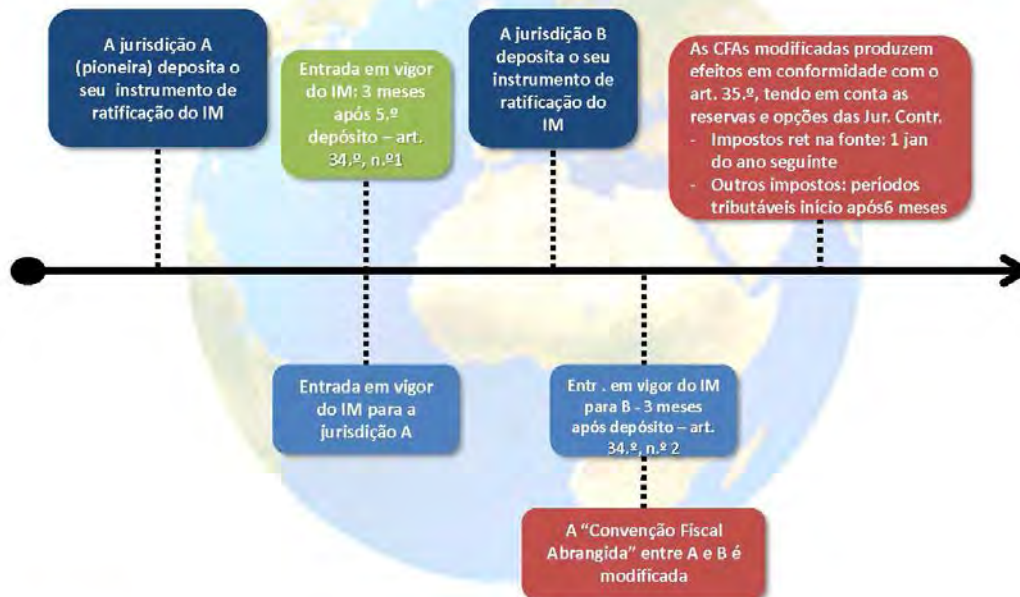 A jurisdição A
(pioneira) deposita o
seu instrumento de
ratificação do IM
Entrada em vigor
do IM: 3 meses
após 5.º
depósito – art.
34.º, n.º1
A jurisdição B
deposita o seu
instrumento de
ratificação do
IM
As CFAs modificadas produzem
efeitos em conformidade com o
art. 35.º, tendo em conta as
reservas e opções das Jur. Contr.
- Impostos ret na fonte: 1 jan
do ano seguinte
- Outros impostos: períodos
tributáveis início após6 meses
Entrada em vigor
do IM para a
jurisdição A
Entr . em vigor do IM
para B - 3 meses
após depósito – art.
34.º, n.º 2
A “Convenção Fiscal
Abrangida” entre A e B é
modificada